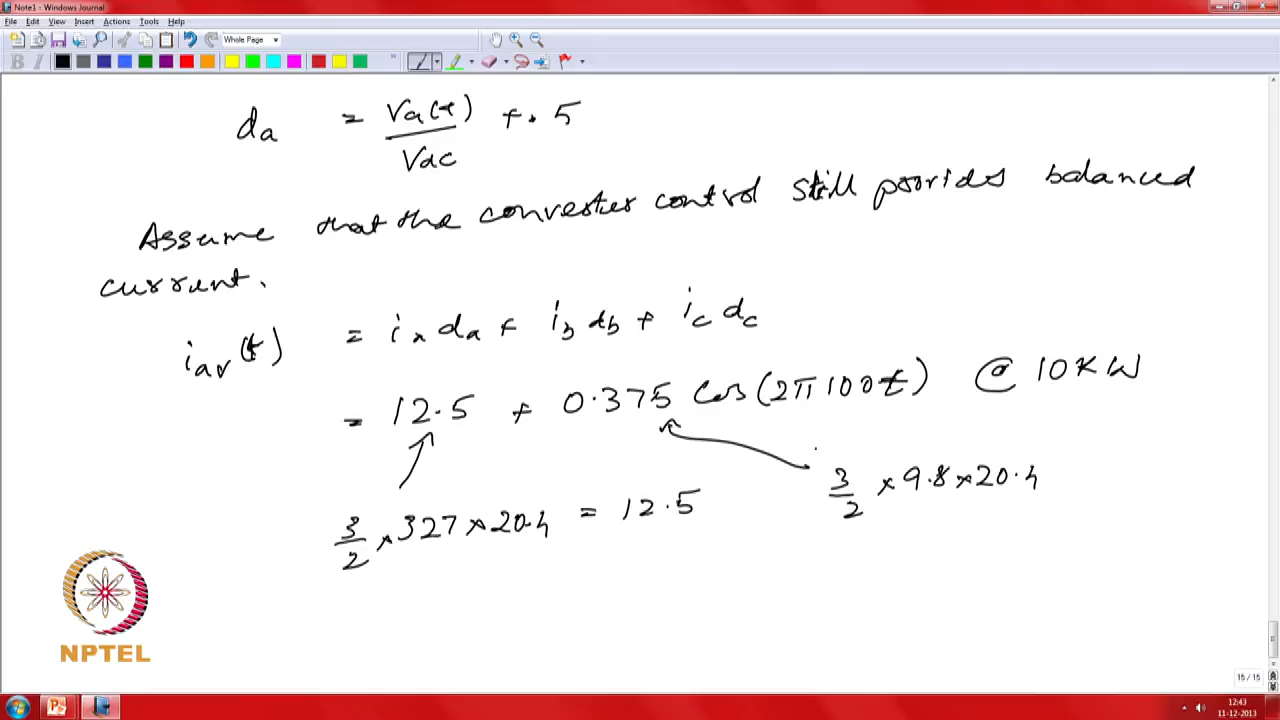 Note1 - Windows Journal
File Edit View Insert Actions Tools Help
Whole Page
B I
da = Va(t) / Vdc + .5
Assume that the converter control still provides balanced
current.
iav(t) = ia da + ib db + ic dc
= 12.5 + 0.375 cos(2π100t) @ 10KW
3/2 × 9.8 × 20.4
3/2 × 327 × 20.4 = 12.5
NPTEL
15 / 15
12:43
11-12-2013